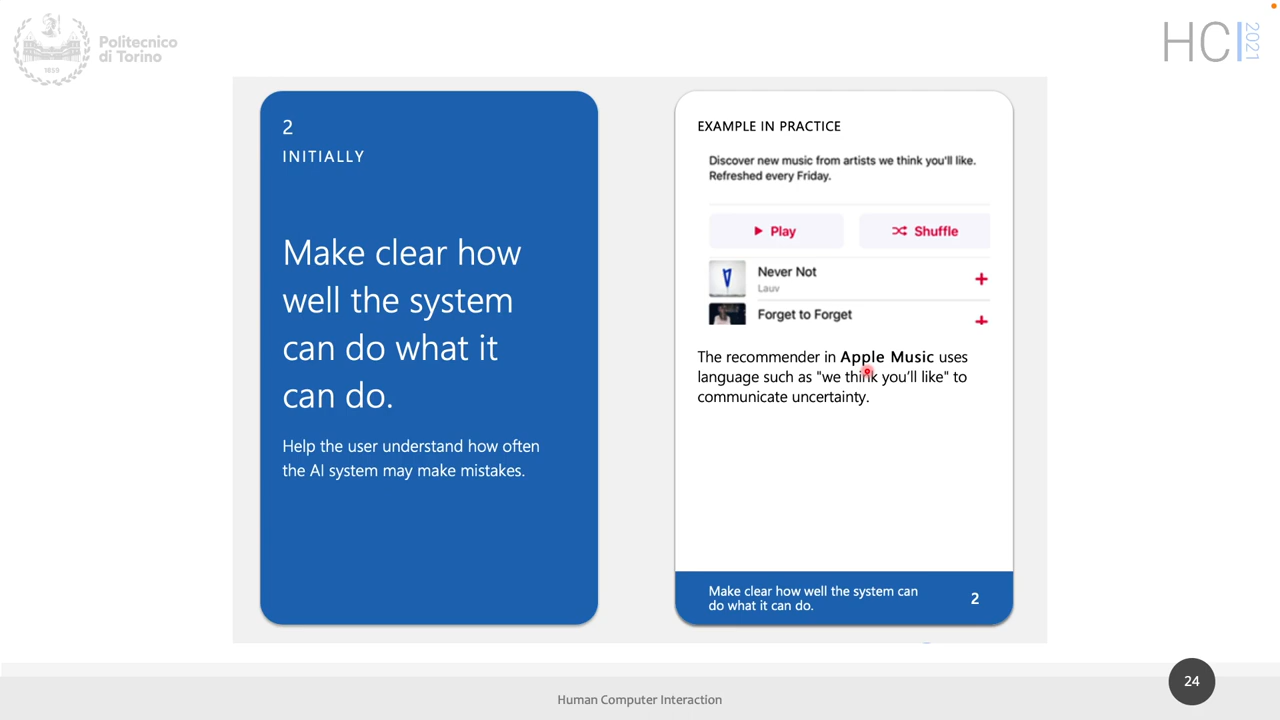 Politecnico
di Torino
1859
HCI 2021
2
INITIALLY
Make clear how
well the system
can do what it
can do.
Help the user understand how often
the AI system may make mistakes.
EXAMPLE IN PRACTICE
Discover new music from artists we think you'll like.
Refreshed every Friday.
Play
Shuffle
Never Not
Lauv
Forget to Forget
The recommender in Apple Music uses
language such as "we think you'll like" to
communicate uncertainty.
Make clear how well the system can
do what it can do.
2
Human Computer Interaction
24